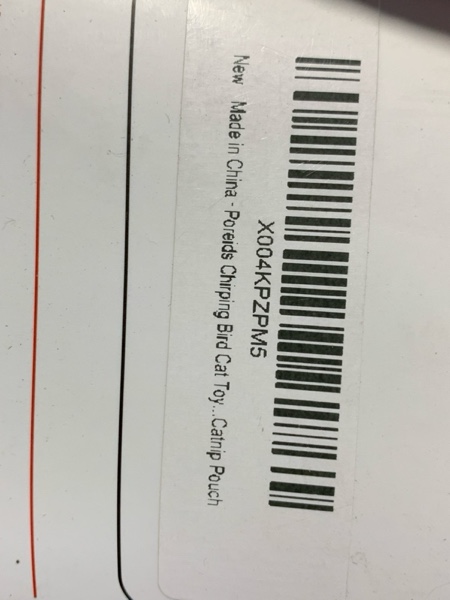 X004KPZPM5
New Made in China - Poreids Chirping Bird Cat Toy...Catnip Pouch